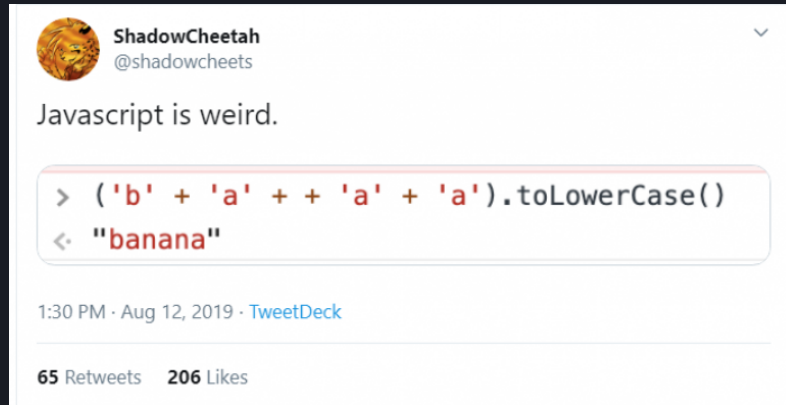 ShadowCheetah
@shadowcheets
Javascript is weird.
> ('b' + 'a' + + 'a' + 'a').toLowerCase()
"banana"
1:30 PM · Aug 12, 2019 · TweetDeck
65 Retweets 206 Likes